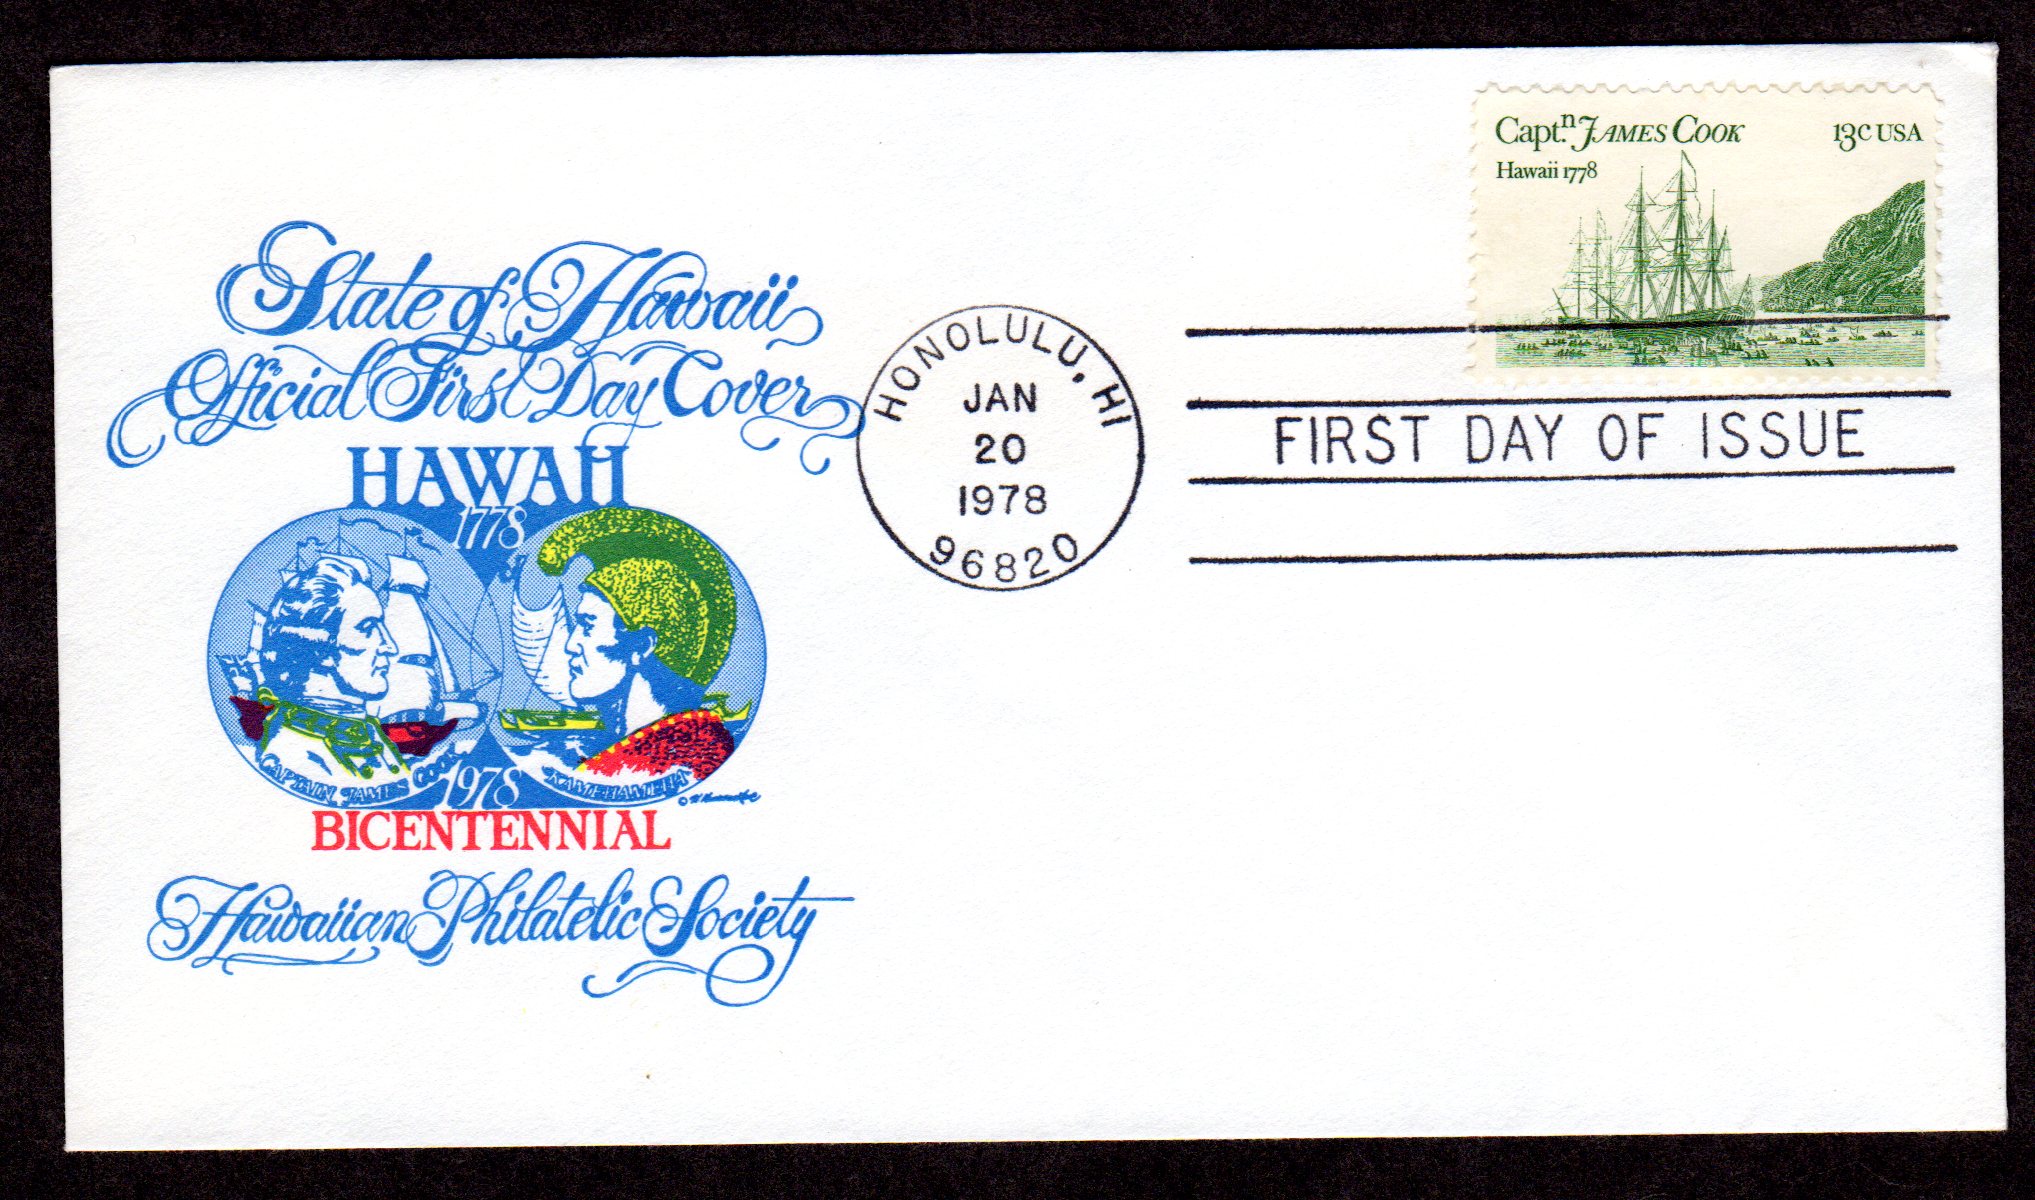 Capt.n JAMES COOK 13c USA
Hawaii 1778
State of Hawaii
Official First Day Cover
HAWAII
1778
CAPTAIN JAMES COOK
KAMEHAMEHA
1978
BICENTENNIAL
Hawaiian Philatelic Society
HONOLULU, HI
JAN
20
1978
96820
FIRST DAY OF ISSUE